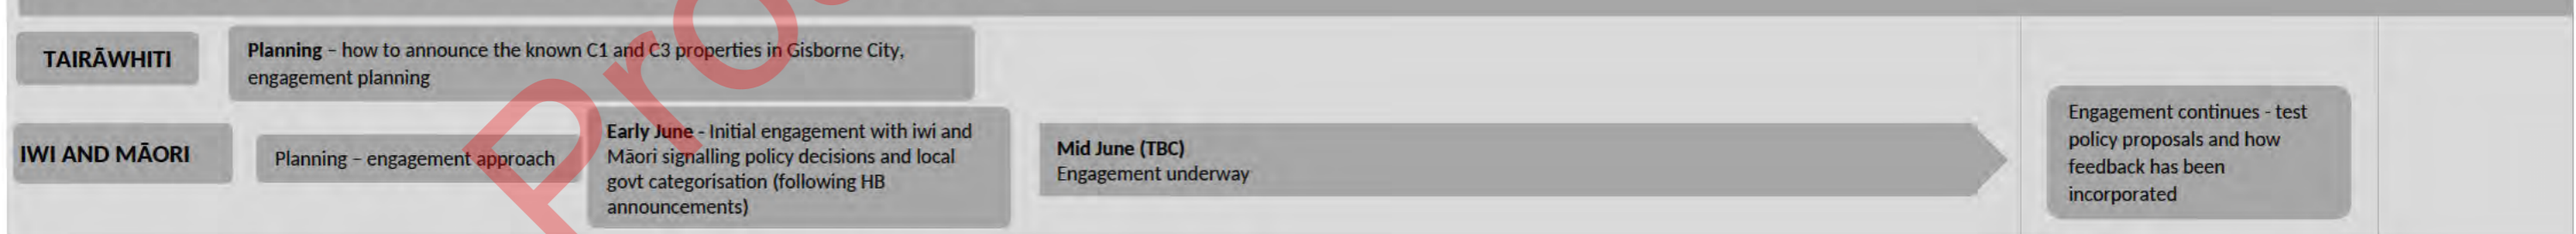 TAIRĀWHITI
Planning – how to announce the known C1 and C3 properties in Gisborne City,
engagement planning
IWI AND MĀORI
Planning – engagement approach
Early June - Initial engagement with iwi and
Māori signalling policy decisions and local
govt categorisation (following HB
announcements)
Mid June (TBC)
Engagement underway
Engagement continues - test
policy proposals and how
feedback has been
incorporated
Pro